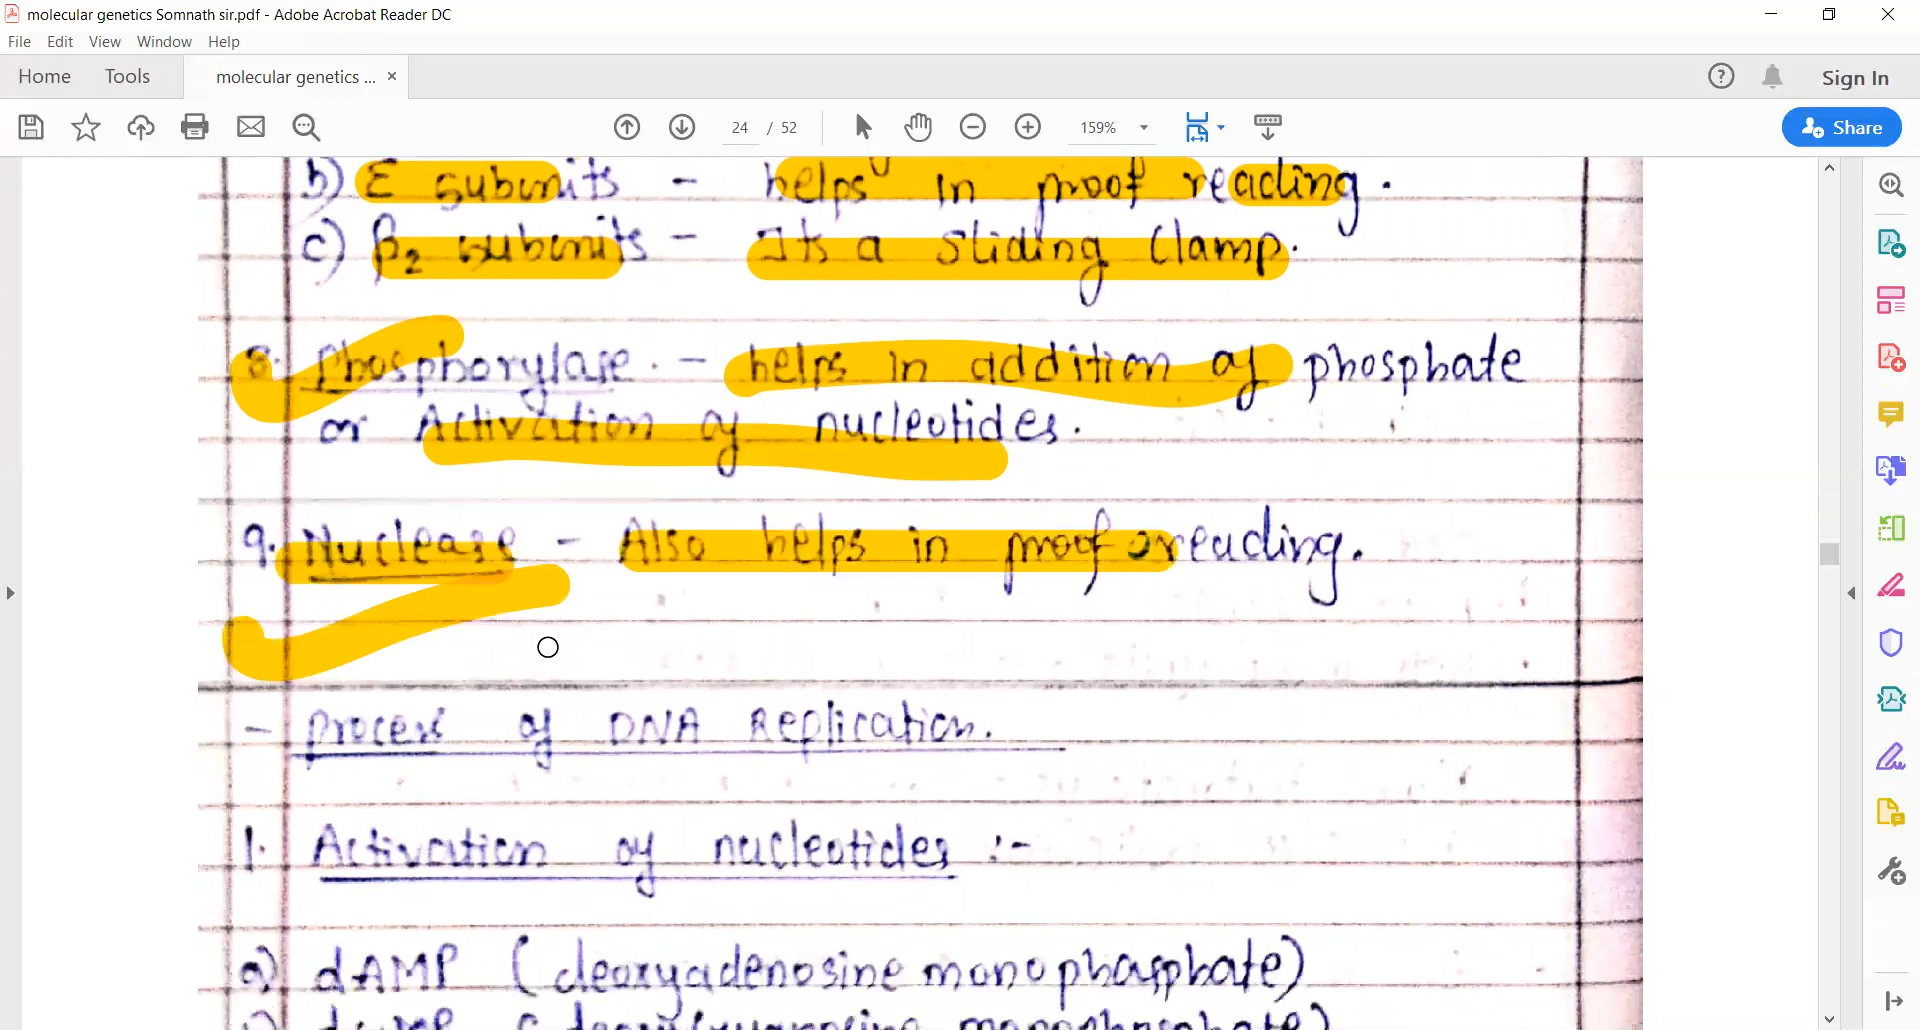 molecular genetics Somnath sir.pdf - Adobe Acrobat Reader DC
File Edit View Window Help
Home Tools molecular genetics ... × Sign In
24 / 52 159% Share
b) ε subunits - helps in proof reading.
c) β2 subunits - Its a sliding clamp.
8. Phosphorylase. - helps in addition of phosphate
or Activation of nucleotides.
9. Nuclease - Also helps in proof reading.
- Process of DNA Replication.
1. Activation of nucleotides :-
a) dAMP (deoxyadenosine monophosphate)
monophosphate)